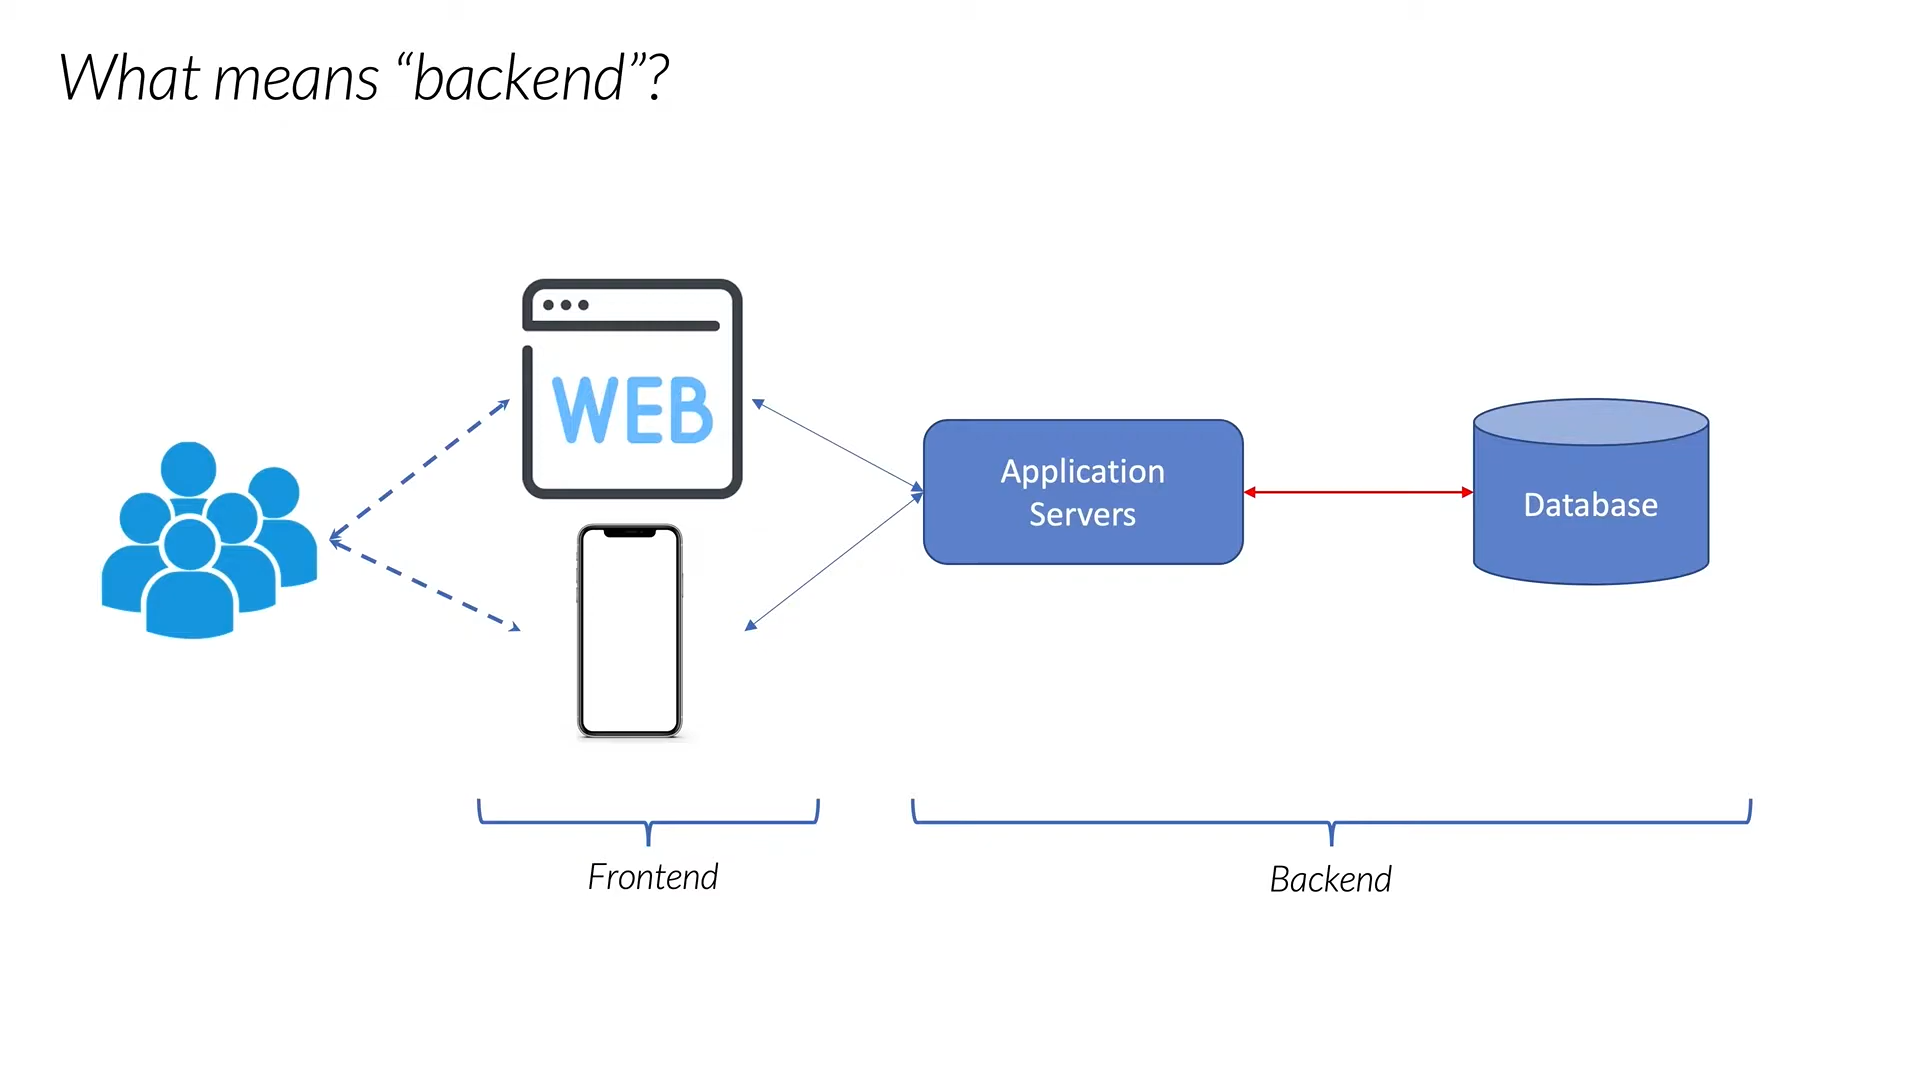 What means “backend”?
WEB
Application
Servers
Database
Frontend
Backend